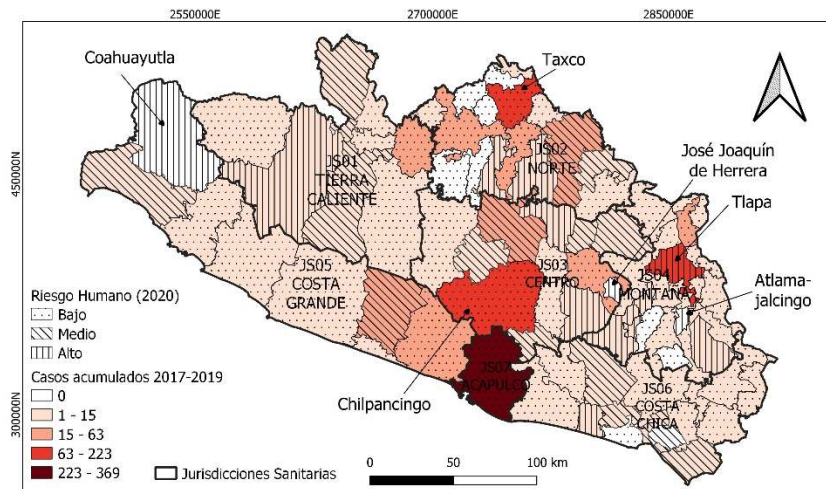 2550000E 2700000E 2850000E
Coahuayutla
Taxco
José Joaquín
de Herrera
JS02
NORTE
JS01
TIERRA
CALIENTE
450000N
Tlapa
JS05
COSTA
GRANDE
JS03
CENTRO
JS04
MONTAÑA
Atlama-
jalcingo
Riesgo Humano (2020)
Bajo
Medio
Alto
Casos acumulados 2017-2019
0
1 - 15
15 - 63
63 - 223
223 - 369
JS07
ACAPULCO
Chilpancingo
JS06
COSTA
CHICA
300000N
Jurisdicciones Sanitarias
0 50 100 km